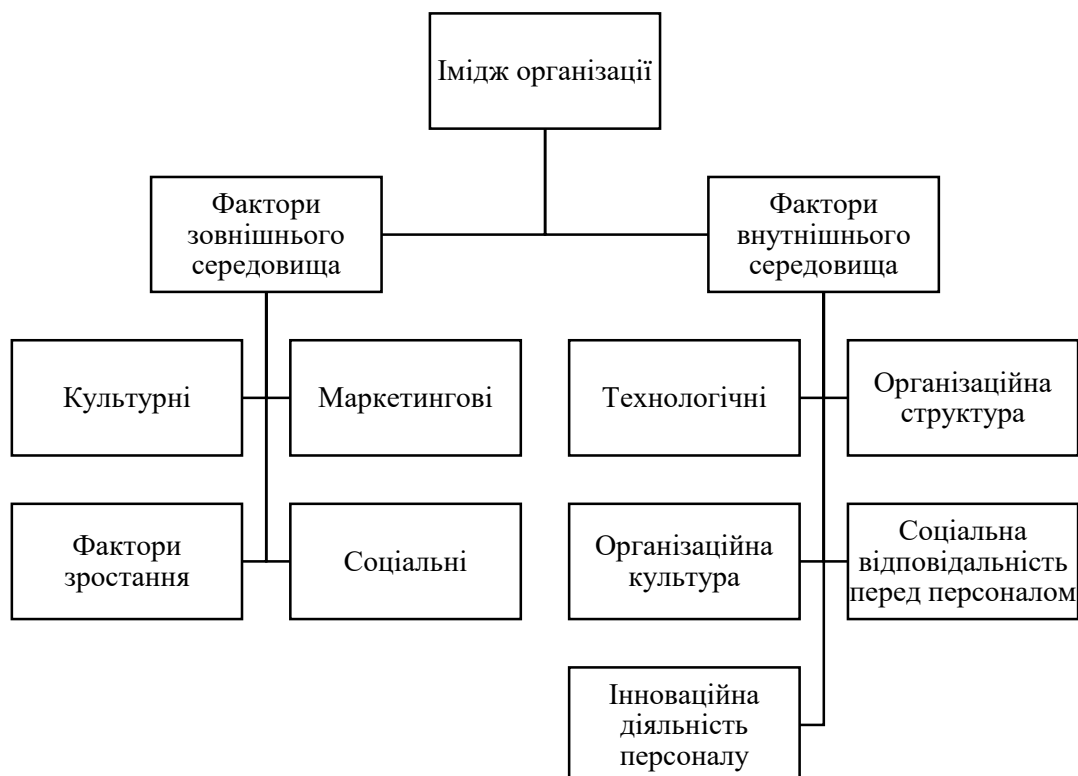 Імідж організації
Фактори
зовнішнього
середовища
Фактори
внутнішнього
середовища
Культурні
Маркетингові
Технологічні
Організаційна
структура
Фактори
зростання
Соціальні
Організаційна
культура
Соціальна
відповідальність
перед персоналом
Інноваційна
діяльність
персоналу